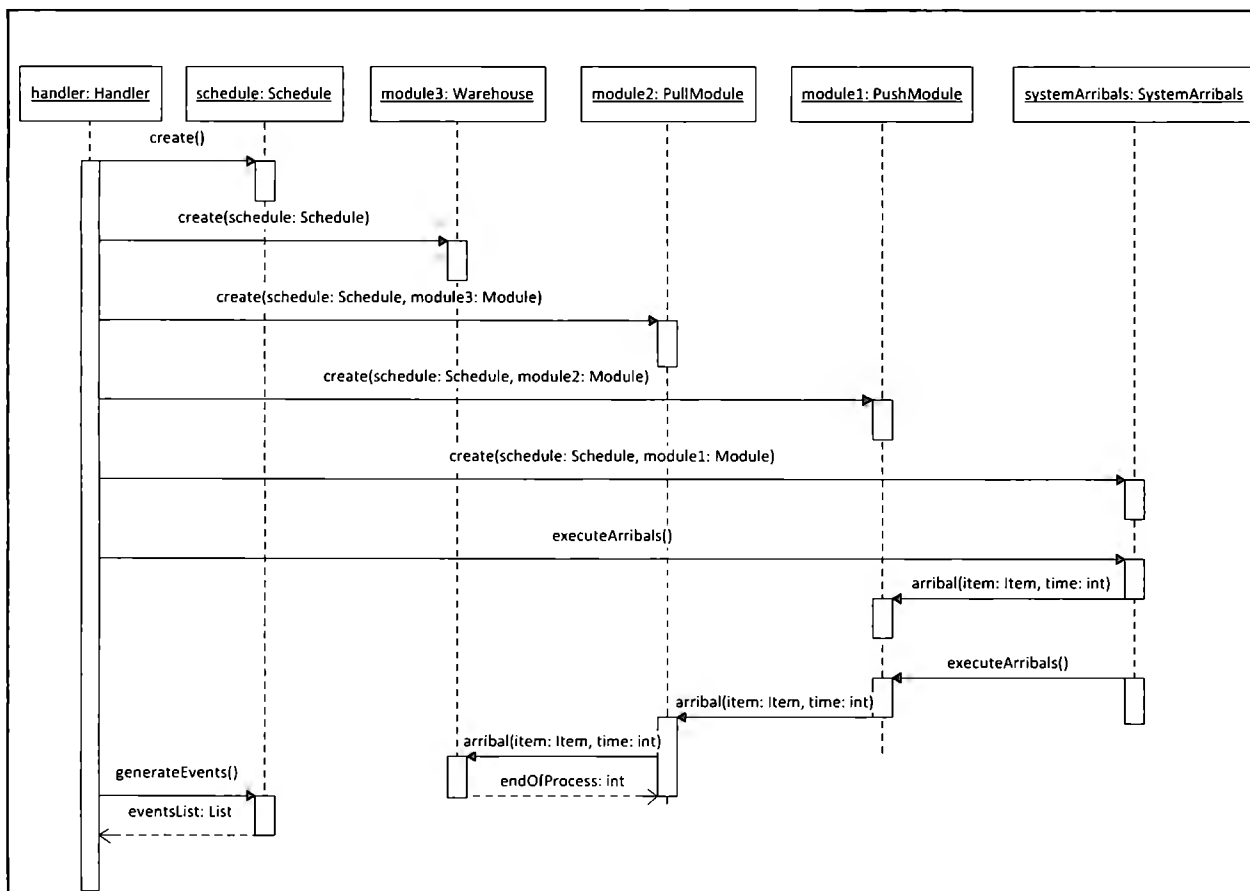 handler: Handler
schedule: Schedule
module3: Warehouse
module2: PullModule
module1: PushModule
systemArribals: SystemArribals
create()
create(schedule: Schedule)
create(schedule: Schedule, module3: Module)
create(schedule: Schedule, module2: Module)
create(schedule: Schedule, module1: Module)
executeArribals()
arribal(item: Item, time: int)
executeArribals()
arribal(item: Item, time: int)
arribal(item: Item, time: int)
generateEvents()
endOfProcess: int
eventsList: List